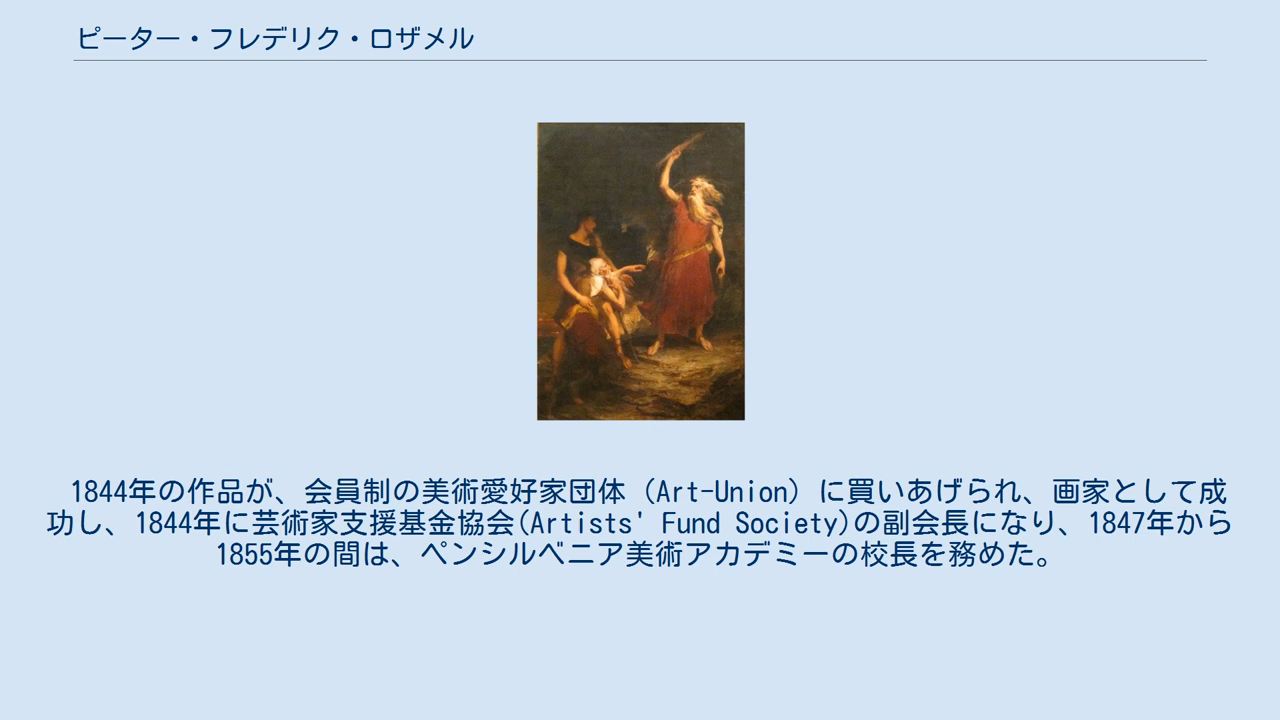 ピーター・フレデリク・ロザメル
1844年の作品が、会員制の美術愛好家団体（Art-Union）に買いあげられ、画家として成
功し、1844年に芸術家支援基金協会(Artists' Fund Society)の副会長になり、1847年から
1855年の間は、ペンシルベニア美術アカデミーの校長を務めた。